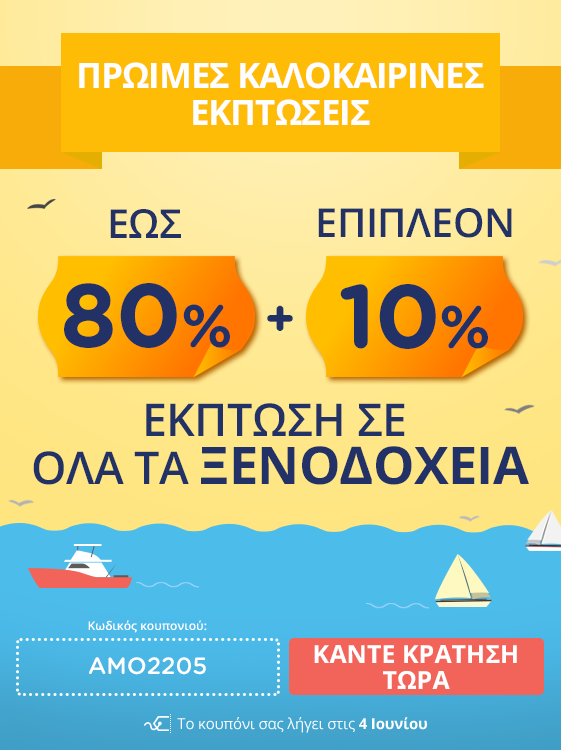 ΠΡΩΙΜΕΣ ΚΑΛΟΚΑΙΡΙΝΕΣ
ΕΚΠΤΩΣΕΙΣ
ΕΩΣ
80%
+
ΕΠΙΠΛΕΟΝ
10%
ΕΚΠΤΩΣΗ ΣΕ
ΟΛΑ ΤΑ ΞΕΝΟΔΟΧΕΙΑ
Κωδικός κουπονιού:
AMO2205
ΚΑΝΤΕ ΚΡΑΤΗΣΗ
ΤΩΡΑ
Το κουπόνι σας λήγει στις 4 Ιουνίου